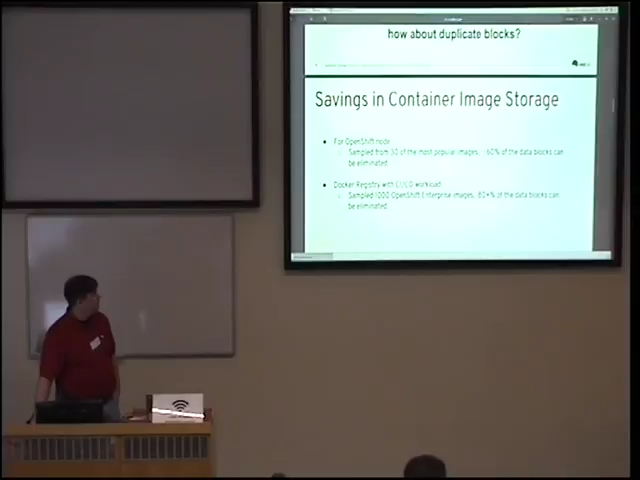 how about duplicate blocks?
Savings in Container Image Storage
For OpenShift node
Sampled from 30 of the most popular images, 60% of the data blocks can
be eliminated.
Docker Registry with CI/CD workload
Sampled 1000 OpenShift Enterprise images, 80+% of the data blocks can
be eliminated.